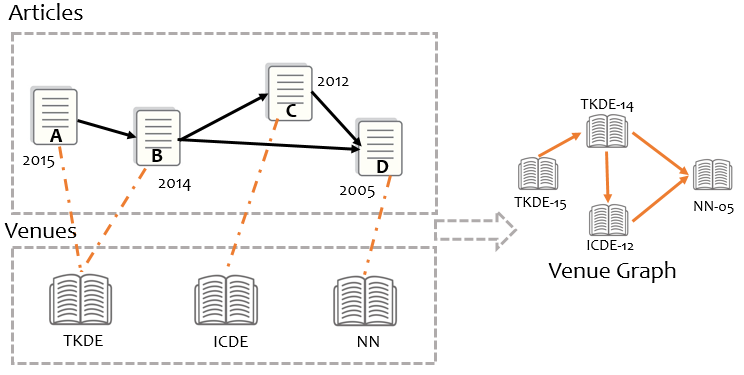 Articles
2012
A
C
B
D
2015
2014
2005
Venues
TKDE
ICDE
NN
TKDE-14
TKDE-15
NN-05
ICDE-12
Venue Graph